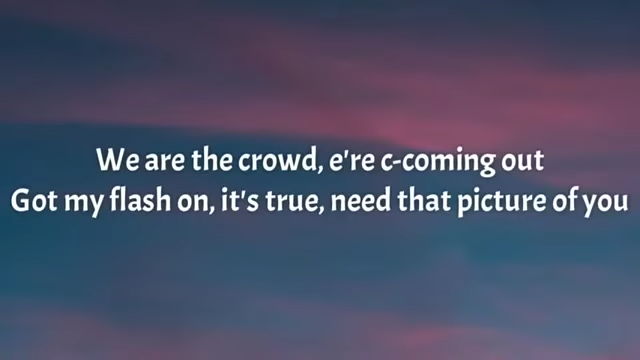 We are the crowd, e're c-coming out
Got my flash on, it's true, need that picture of you